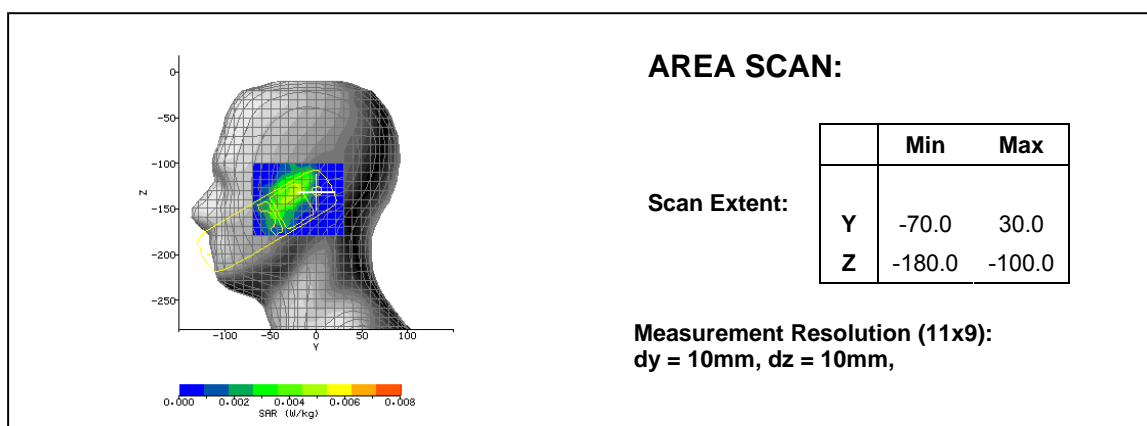 AREA SCAN:
0
-50
-100
-150
-200
-250
Z
-100 -50 0 50 100
Y
0.000 0.002 0.004 0.006 0.008
SAR (W/kg)
Min Max
Scan Extent:
Y -70.0 30.0
Z -180.0 -100.0
Measurement Resolution (11x9):
dy = 10mm, dz = 10mm,